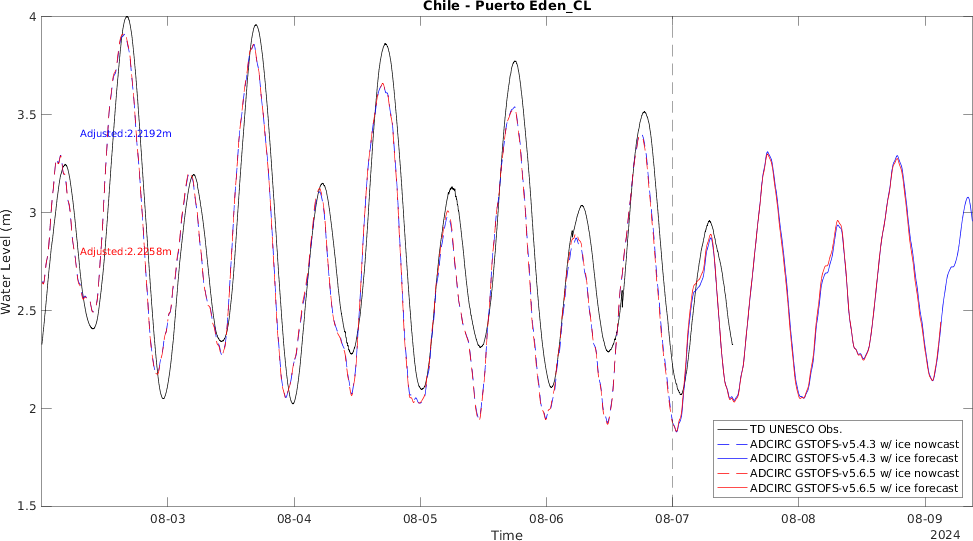 Chile - Puerto Eden_CL
4
3.5
3
2.5
2
1.5
Water Level (m)
Adjusted:2.2192m
Adjusted:2.2258m
TD UNESCO Obs.
ADCIRC GSTOFS-v5.4.3 w/ ice nowcast
ADCIRC GSTOFS-v5.4.3 w/ ice forecast
ADCIRC GSTOFS-v5.6.5 w/ ice nowcast
ADCIRC GSTOFS-v5.6.5 w/ ice forecast
08-03 08-04 08-05 08-06 08-07 08-08 08-09
Time
2024